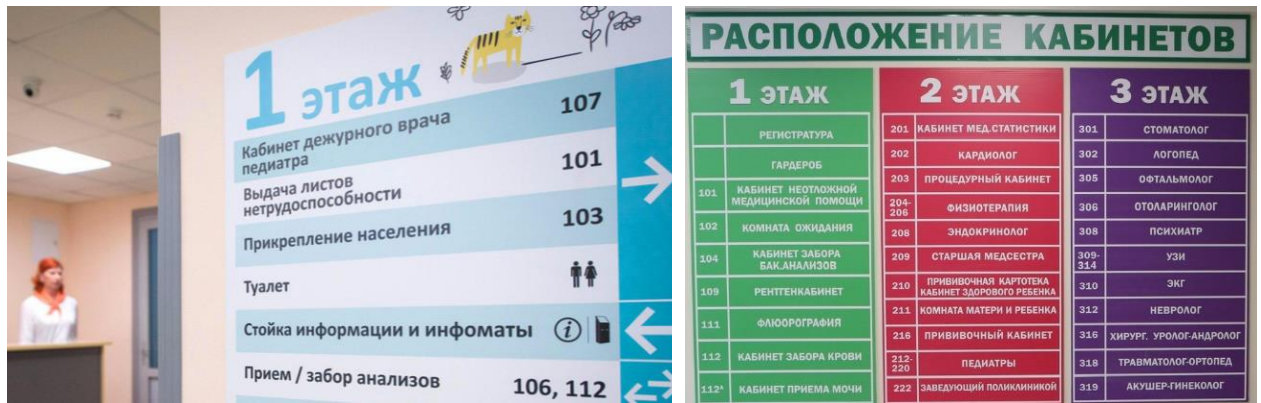 1 этаж
Кабинет дежурного врача
педиатра
107
Выдача листов
нетрудоспособности
101
Прикрепление населения
103
Туалет
Стойка информации и инфоматы
i
Прием / забор анализов
106, 112
РАСПОЛОЖЕНИЕ КАБИНЕТОВ
1 ЭТАЖ
РЕГИСТРАТУРА
ГАРДЕРОБ
101
КАБИНЕТ НЕОТЛОЖНОЙ
МЕДИЦИНСКОЙ ПОМОЩИ
102
КОМНАТА ОЖИДАНИЯ
104
КАБИНЕТ ЗАБОРА
БАК.АНАЛИЗОВ
109
РЕНТГЕНКАБИНЕТ
111
ФЛЮОРОГРАФИЯ
112
КАБИНЕТ ЗАБОРА КРОВИ
112ᴬ
КАБИНЕТ ПРИЕМА МОЧИ
2 ЭТАЖ
201
КАБИНЕТ МЕД.СТАТИСТИКИ
202
КАРДИОЛОГ
203
ПРОЦЕДУРНЫЙ КАБИНЕТ
204-
206
ФИЗИОТЕРАПИЯ
208
ЭНДОКРИНОЛОГ
209
СТАРШАЯ МЕДСЕСТРА
210
ПРИВИВОЧНАЯ КАРТОТЕКА
КАБИНЕТ ЗДОРОВОГО РЕБЕНКА
211
КОМНАТА МАТЕРИ И РЕБЕНКА
216
ПРИВИВОЧНЫЙ КАБИНЕТ
212-
220
ПЕДИАТРЫ
222
ЗАВЕДУЮЩИЙ ПОЛИКЛИНИКОЙ
3 ЭТАЖ
301
СТОМАТОЛОГ
302
ЛОГОПЕД
305
ОФТАЛЬМОЛОГ
306
ОТОЛАРИНГОЛОГ
308
ПСИХИАТР
309-
314
УЗИ
310
ЭКГ
312
НЕВРОЛОГ
316
ХИРУРГ. УРОЛОГ-АНДРОЛОГ
318
ТРАВМАТОЛОГ-ОРТОПЕД
319
АКУШЕР-ГИНЕКОЛОГ